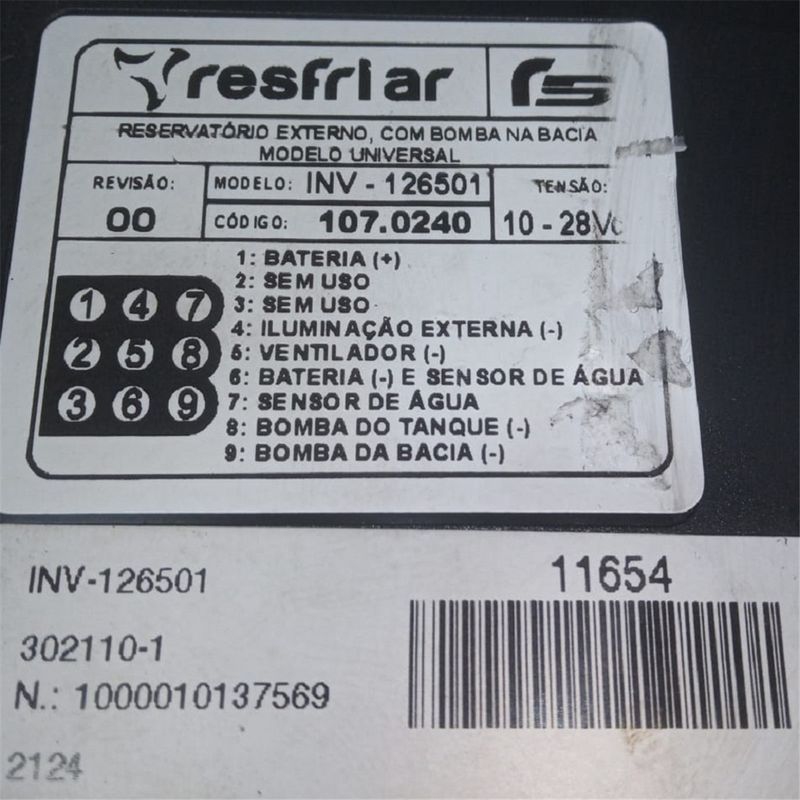 resfriar rs
RESERVATÓRIO EXTERNO, COM BOMBA NA BACIA
MODELO UNIVERSAL
REVISÃO:
00
MODELO: INV - 126501
CÓDIGO: 107.0240
TENSÃO:
10 - 28Vc
1 4 7
2 5 8
3 6 9
1: BATERIA (+)
2: SEM USO
3: SEM USO
4: ILUMINAÇÃO EXTERNA (-)
5: VENTILADOR (-)
6: BATERIA (-) E SENSOR DE ÁGUA
7: SENSOR DE ÁGUA
8: BOMBA DO TANQUE (-)
9: BOMBA DA BACIA (-)
INV-126501
11654
302110-1
N.: 1000010137569
2124